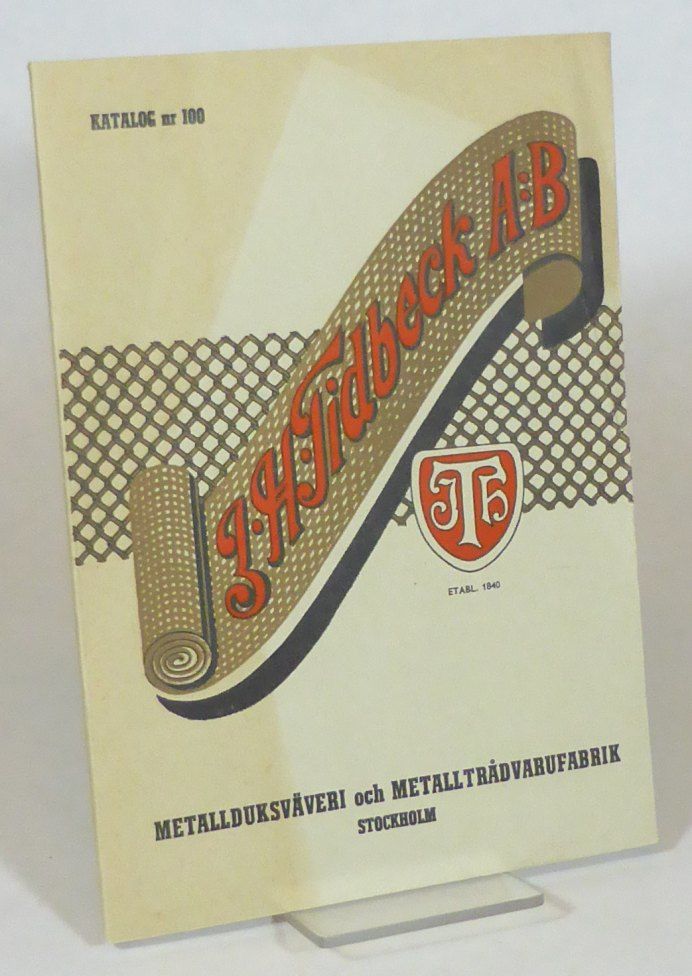 KATALOG nr 100
J·H·Tidbeck A:B
JTH
ETABL. 1840
METALLDUKSVÄVERI och METALLTRÅDVARUFABRIK
STOCKHOLM